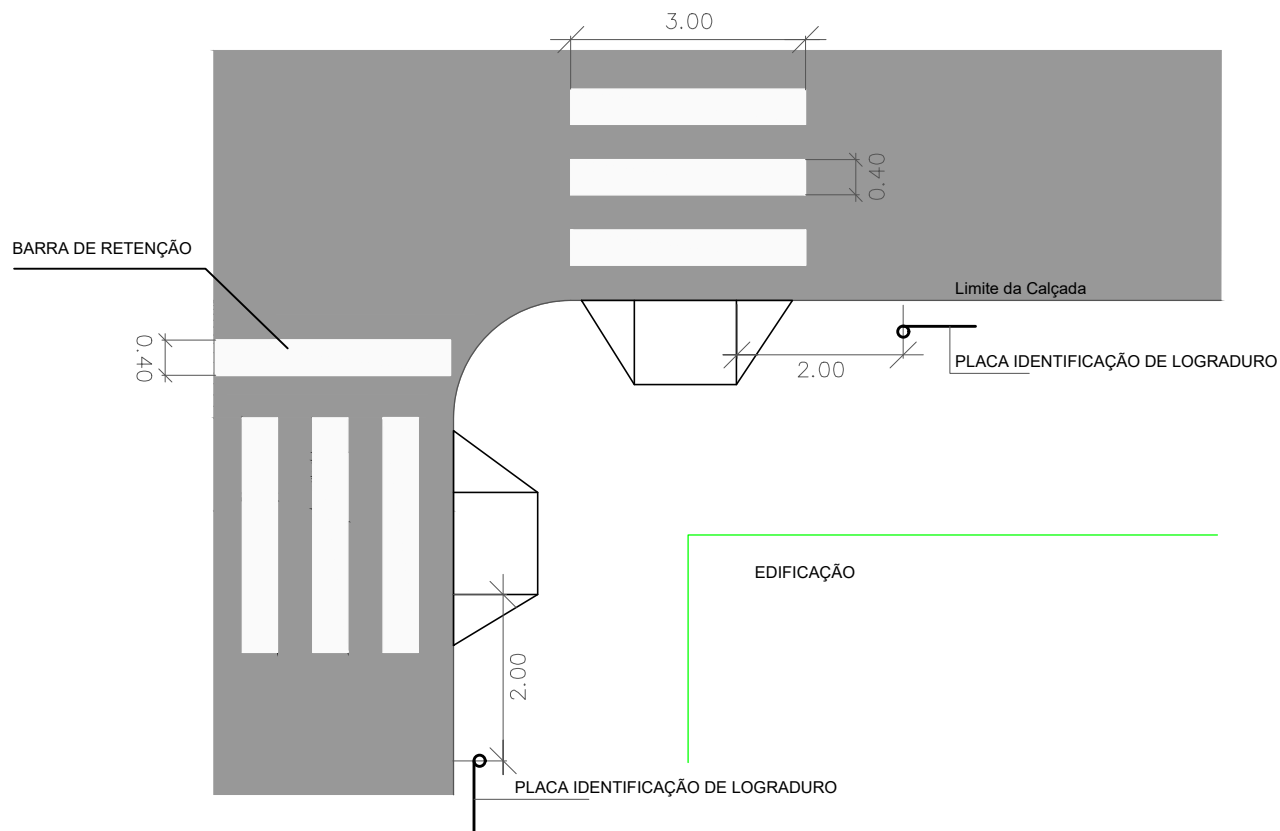 3.00
0.40
BARRA DE RETENÇÃO
Limite da Calçada
0.40
PLACA IDENTIFICAÇÃO DE LOGRADURO
2.00
EDIFICAÇÃO
2.00
PLACA IDENTIFICAÇÃO DE LOGRADURO